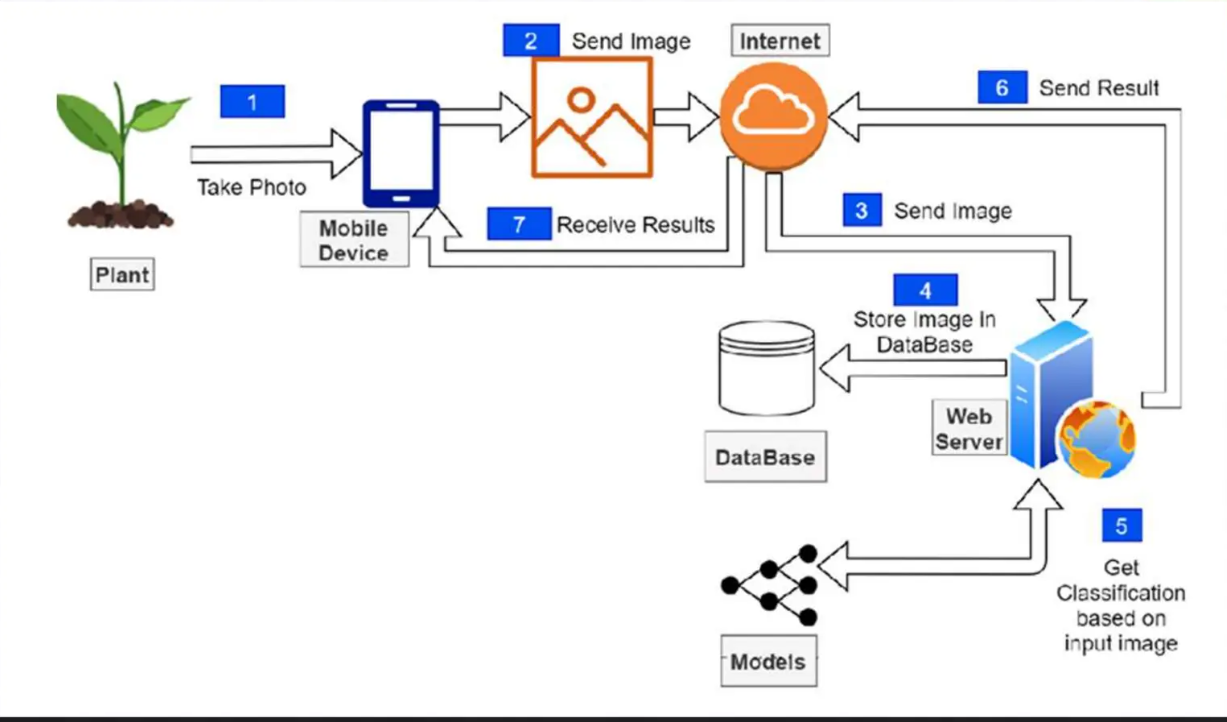 2 Send Image
Internet
1
6 Send Result
Take Photo
Mobile
Device
7 Receive Results
3 Send Image
Plant
4
Store Image in
DataBase
Web
Server
DataBase
5
Get
Classification
based on
input image
Models